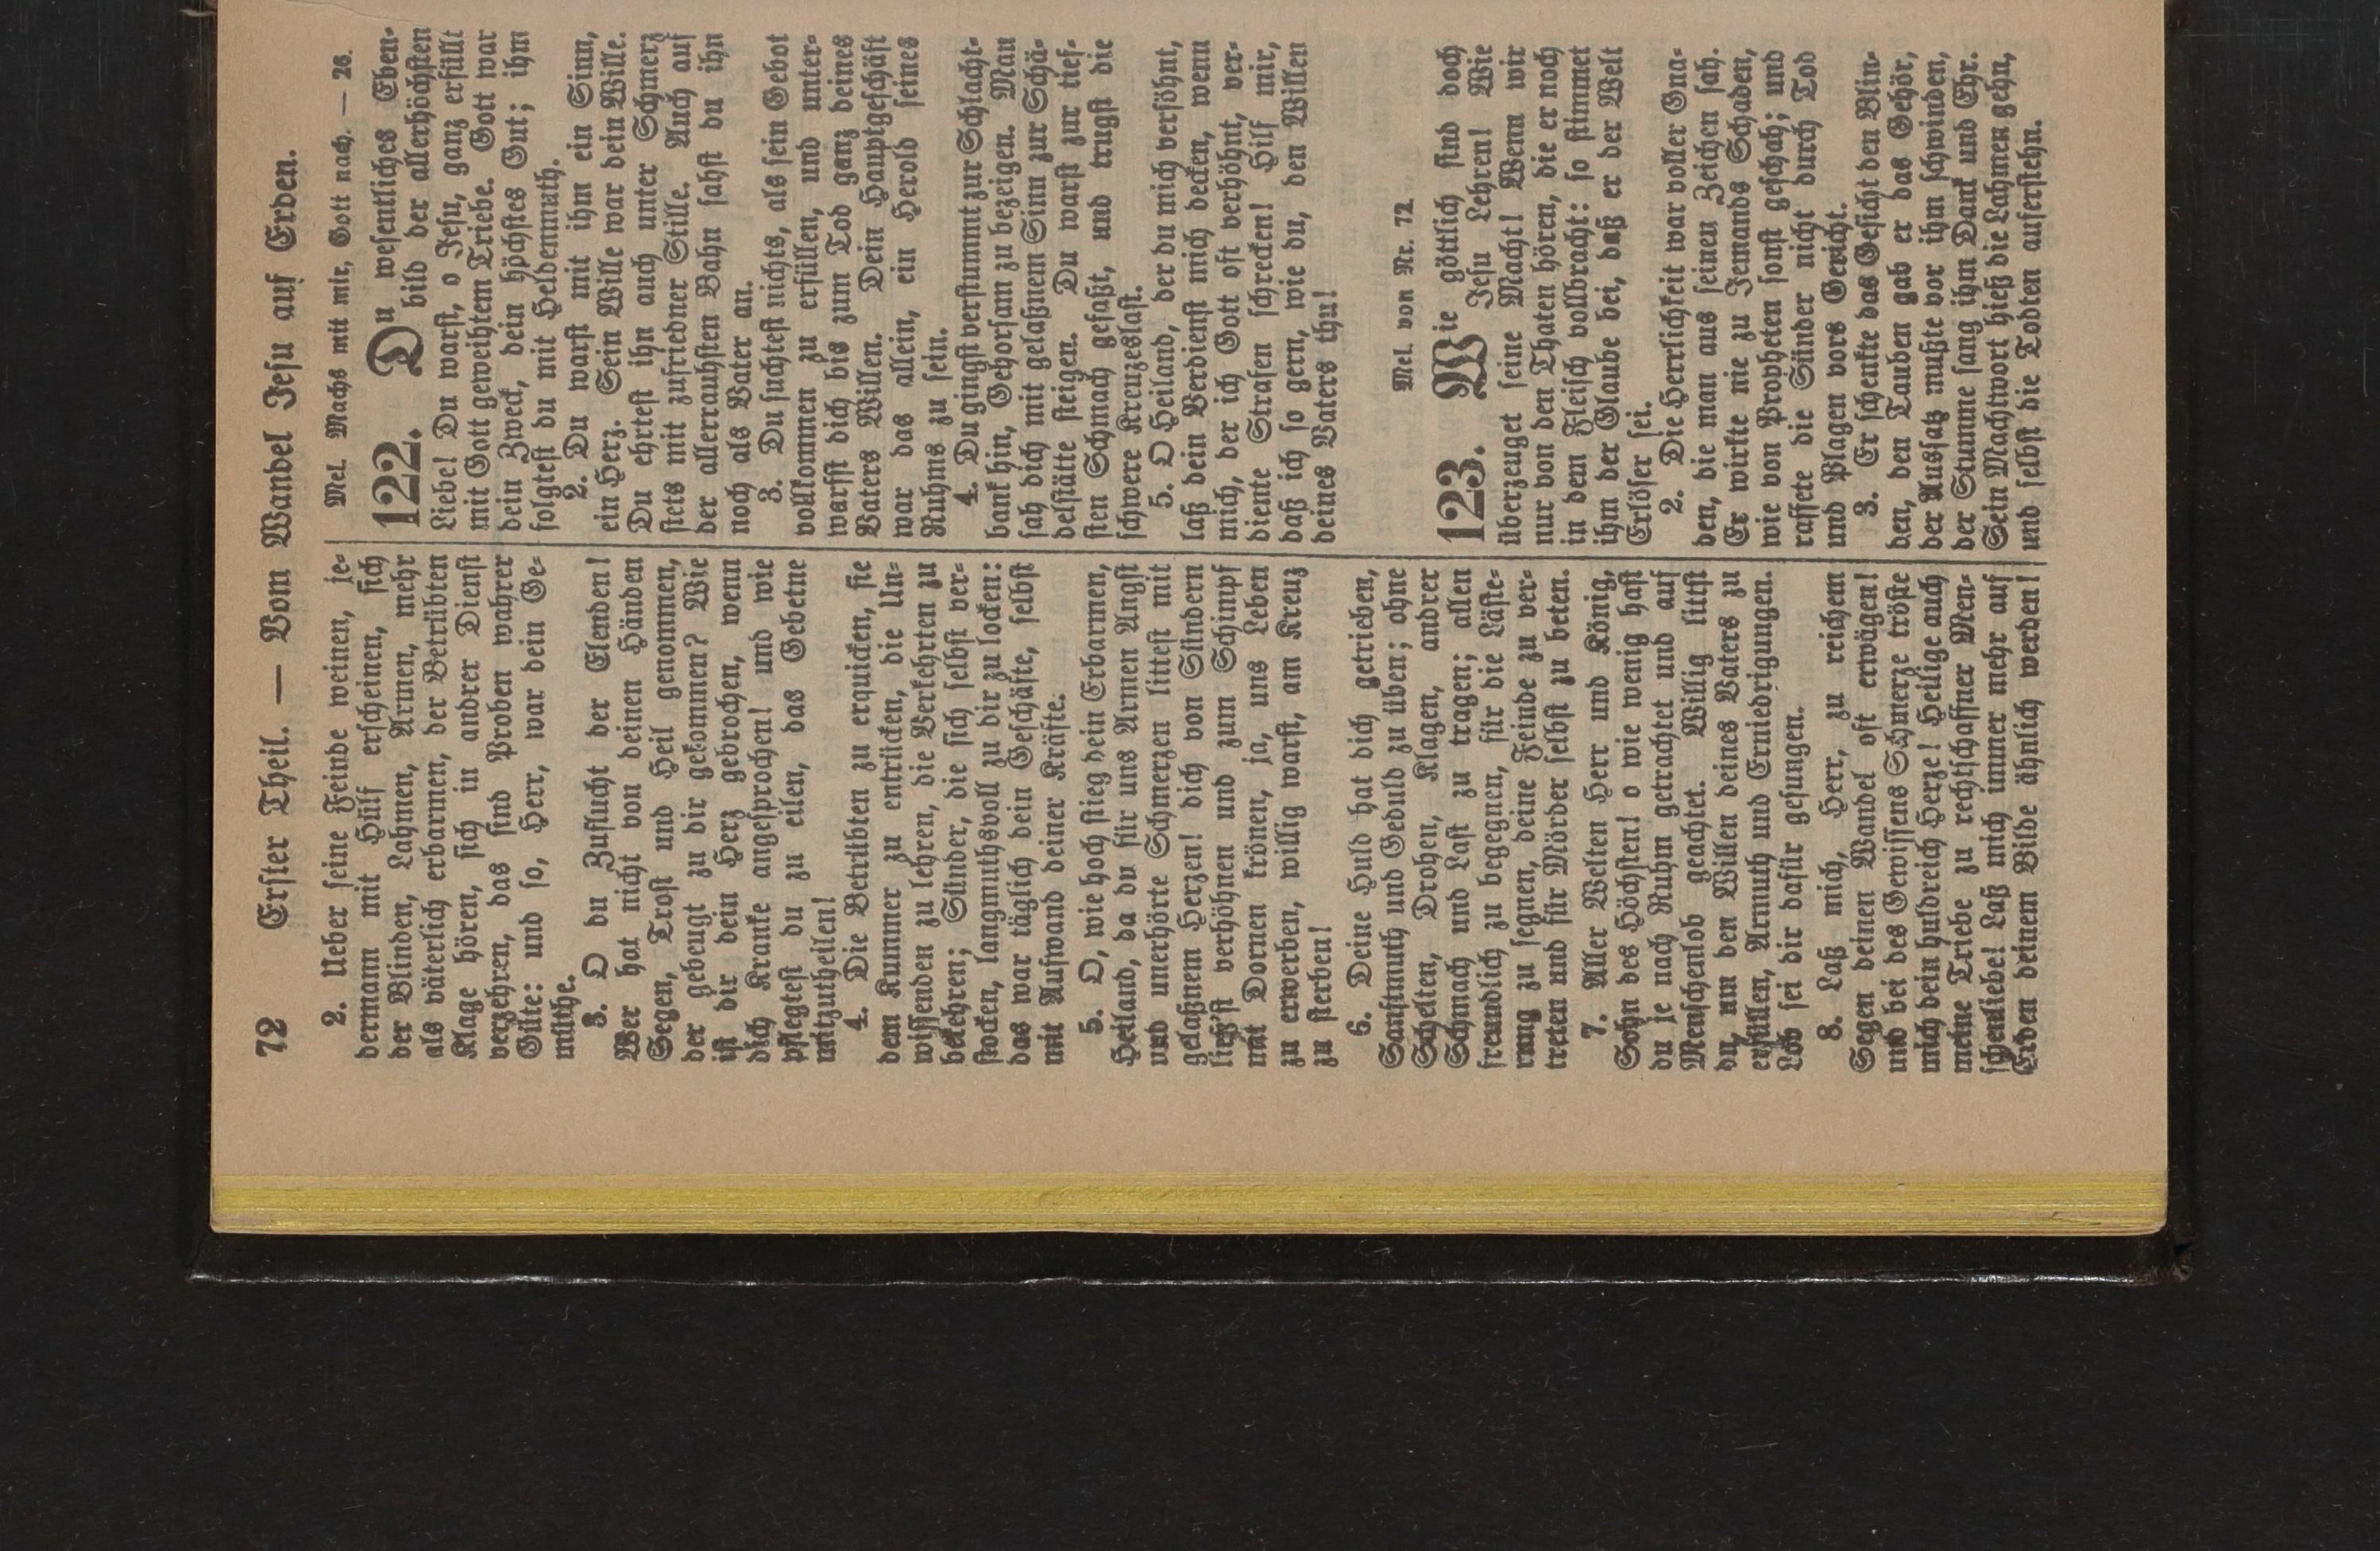 72 Erster Theil. — Vom Wandel Jesu auf Erden.
2. Ueber seine Feinde weinen, je-
dermann mit Hülf erscheinen, sich
der Blinden, Lahmen, Armen, mehr
als väterlich erbarmen, der Betrübten
Klage hören, sich in andrer Dienst
verzehren, das sind Proben wahrer
Güte: und so, Herr, war dein Ge-
müthe.
3. O du Zuflucht der Elenden!
Wer hat nicht von deinen Händen
Segen, Trost und Heil genommen,
der gebeugt zu dir gekommen? Wie
ist dir dein Herz gebrochen, wenn
dich Kranke angesprochen! und wie
pflegtest du zu eilen, das Gebetne
mitzutheilen!
4. Die Betrübten zu erquicken, sie
dem Kummer zu entrücken, die Un-
wissenden zu lehren, die Verkehrten zu
bekehren; Sünder, die sich selbst ver-
stocken, langmuthsvoll zu dir zu locken:
das war täglich dein Geschäfte, selbst
mit Aufwand deiner Kräfte.
5. O, wie hoch stieg dein Erbarmen,
Heiland, da du für uns Armen Angst
und unerhörte Schmerzen littest mit
gelaßnem Herzen! dich von Sündern
ließ'st verhöhnen und zum Schimpf
mit Dornen krönen, ja, uns Leben
zu erwerben, willig warst, am Kreuz
zu sterben!
6. Deine Huld hat dich getrieben,
Sanftmuth und Geduld zu üben; ohne
Schelten, Drohen, Klagen, andrer
Schmach und Last zu tragen; allen
freundlich zu begegnen, für die Läste-
rung zu segnen, deine Feinde zu ver-
treten und für Mörder selbst zu beten.
7. Aller Welten Herr und König,
Sohn des Höchsten! o wie wenig hast
du je nach Ruhm getrachtet und auf
Menschenlob geachtet. Willig littst
du, um den Willen deines Vaters zu
erfüllen, Armuth und Erniedrigungen.
Lob sei dir dafür gesungen.
8. Laß mich, Herr, zu reichem
Segen deinen Wandel oft erwägen!
und bei des Gewissens Schmerze tröste
mich dein huldreich Herze! Heilige auch
meine Triebe zu rechtschaffner Men-
schenliebe! Laß mich immer mehr auf
Erden deinem Bilde ähnlich werden!
Mel. Machs mit mir, Gott nach. — 26.
122. Du wesentliches Eben-
bild der allerhöchsten
Liebe! Du warst, o Jesu, ganz erfüllt
mit Gott geweihtem Triebe. Gott war
dein Zweck, dein höchstes Gut; ihm
folgtest du mit Heldenmuth.
2. Du warst mit ihm ein Sinn,
ein Herz. Sein Wille war dein Wille.
Du ehrtest ihn auch unter Schmerz
stets mit zufriedner Stille. Auch auf
der allerrauhsten Bahn sahst du ihn
noch als Vater an.
3. Du suchtest nichts, als sein Gebot
vollkommen zu erfüllen, und unter-
warfst dich bis zum Tod ganz deines
Vaters Willen. Dein Hauptgeschäft
war das allein, ein Herold seines
Ruhms zu sein.
4. Du gingst verstummt zur Schlacht-
bank hin, Gehorsam zu bezeigen. Man
sah dich mit gelaßnem Sinn zur Schä-
delstätte steigen. Du warst zur tief-
sten Schmach gefaßt, und trugst die
schwere Kreuzeslast.
5. O Heiland, der du mich versöhnt,
laß dein Verdienst mich decken, wenn
mich, der ich Gott oft verhöhnt, ver-
diente Strafen schrecken! Hilf mir,
daß ich so gern, wie du, den Willen
deines Vaters thu!
Mel. von Nr. 72.
123. Wie göttlich sind doch
Jesu Lehren! Wie
überzeuget seine Macht! Wenn wir
nur von den Thaten hören, die er noch
in dem Fleisch vollbracht: so stimmet
ihm der Glaube bei, daß er der Welt
Erlöser sei.
2. Die Herrlichkeit war voller Gna-
den, die man aus seinen Zeichen sah.
Er wirkte nie zu Jemands Schaden,
wie von Propheten sonst geschah; und
raffete die Sünder nicht durch Tod
und Plagen vors Gericht.
3. Er schenkte das Gesicht den Blin-
den, den Tauben gab er das Gehör,
der Aussatz mußte vor ihm schwinden,
der Stumme sang ihm Dank und Ehr.
Sein Machtwort hieß die Lahmen gehn,
und selbst die Todten auferstehn.